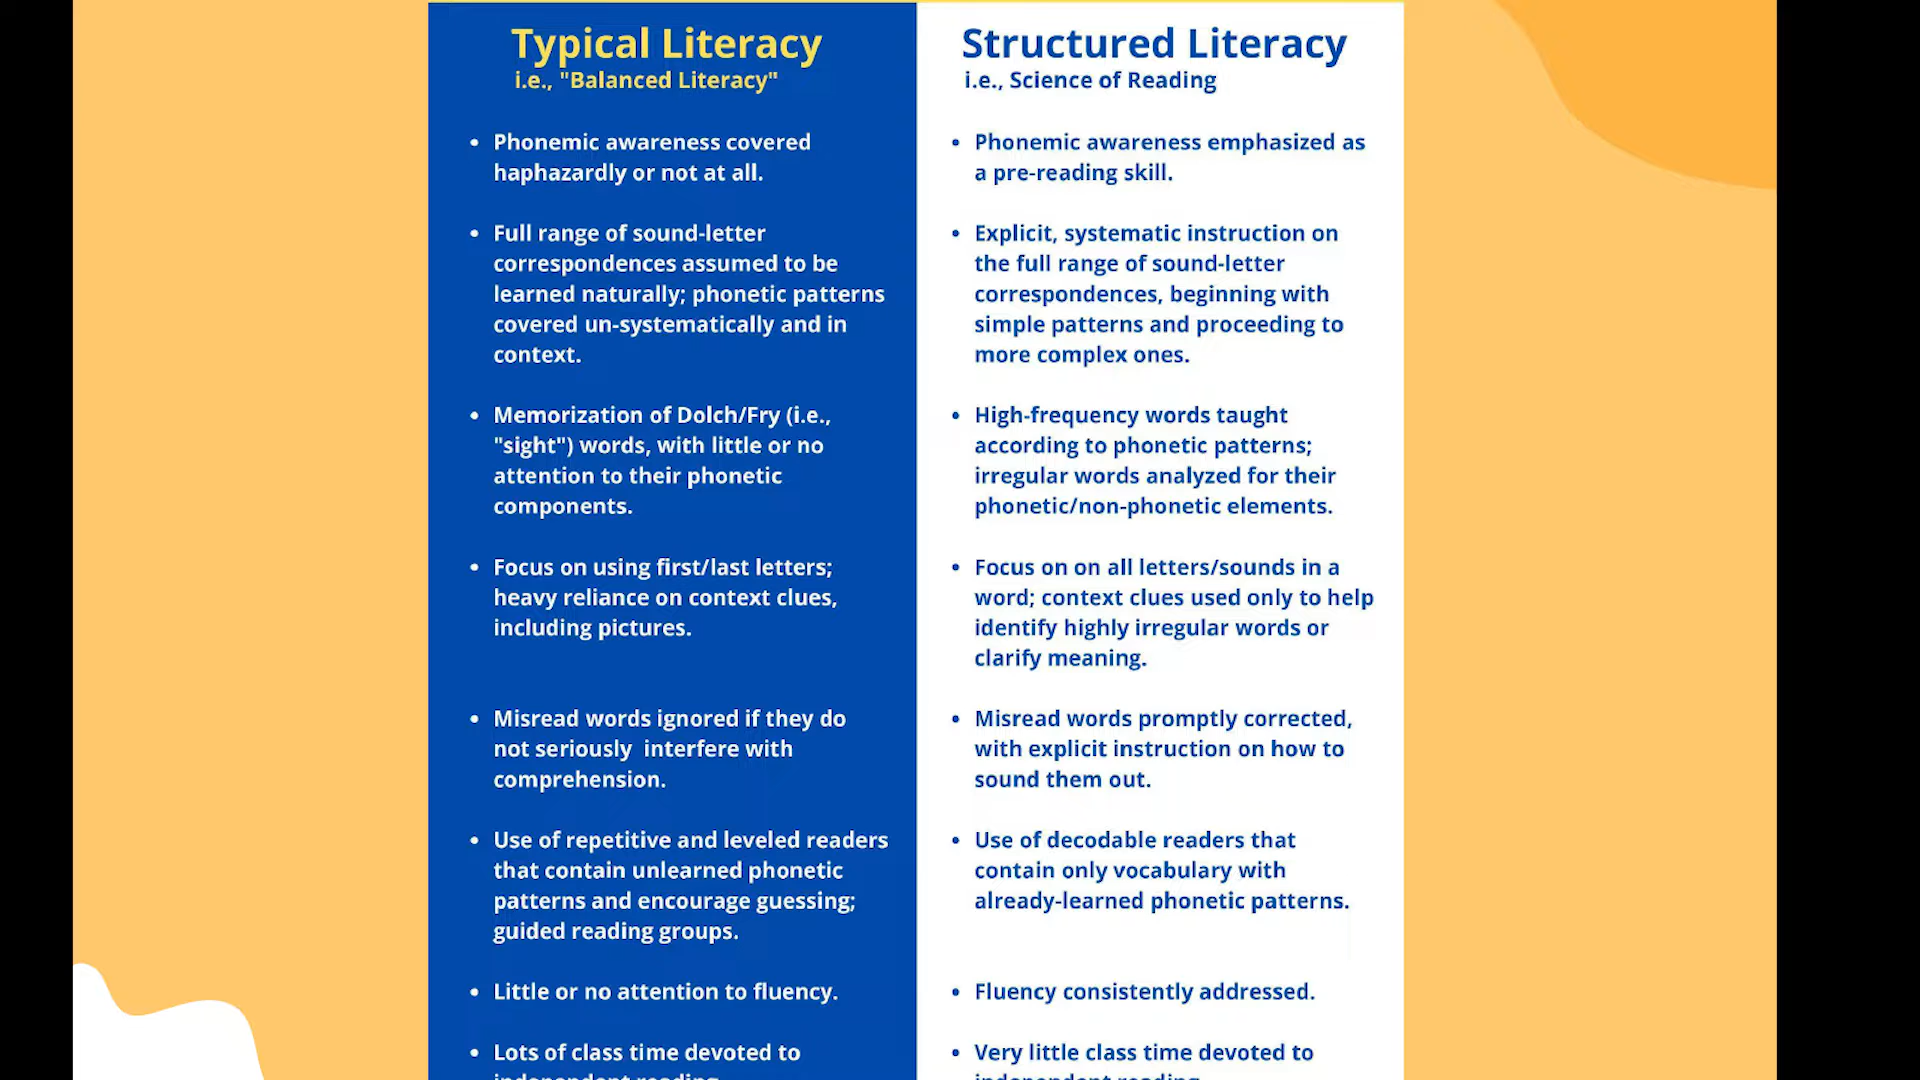 Typical Literacy
i.e., "Balanced Literacy"
• Phonemic awareness covered
haphazardly or not at all.
• Full range of sound-letter
correspondences assumed to be
learned naturally; phonetic patterns
covered un-systematically and in
context.
• Memorization of Dolch/Fry (i.e.,
"sight") words, with little or no
attention to their phonetic
components.
• Focus on using first/last letters;
heavy reliance on context clues,
including pictures.
• Misread words ignored if they do
not seriously interfere with
comprehension.
• Use of repetitive and leveled readers
that contain unlearned phonetic
patterns and encourage guessing;
guided reading groups.
• Little or no attention to fluency.
• Lots of class time devoted to
independent reading
Structured Literacy
i.e., Science of Reading
• Phonemic awareness emphasized as
a pre-reading skill.
• Explicit, systematic instruction on
the full range of sound-letter
correspondences, beginning with
simple patterns and proceeding to
more complex ones.
• High-frequency words taught
according to phonetic patterns;
irregular words analyzed for their
phonetic/non-phonetic elements.
• Focus on on all letters/sounds in a
word; context clues used only to help
identify highly irregular words or
clarify meaning.
• Misread words promptly corrected,
with explicit instruction on how to
sound them out.
• Use of decodable readers that
contain only vocabulary with
already-learned phonetic patterns.
• Fluency consistently addressed.
• Very little class time devoted to
independent reading